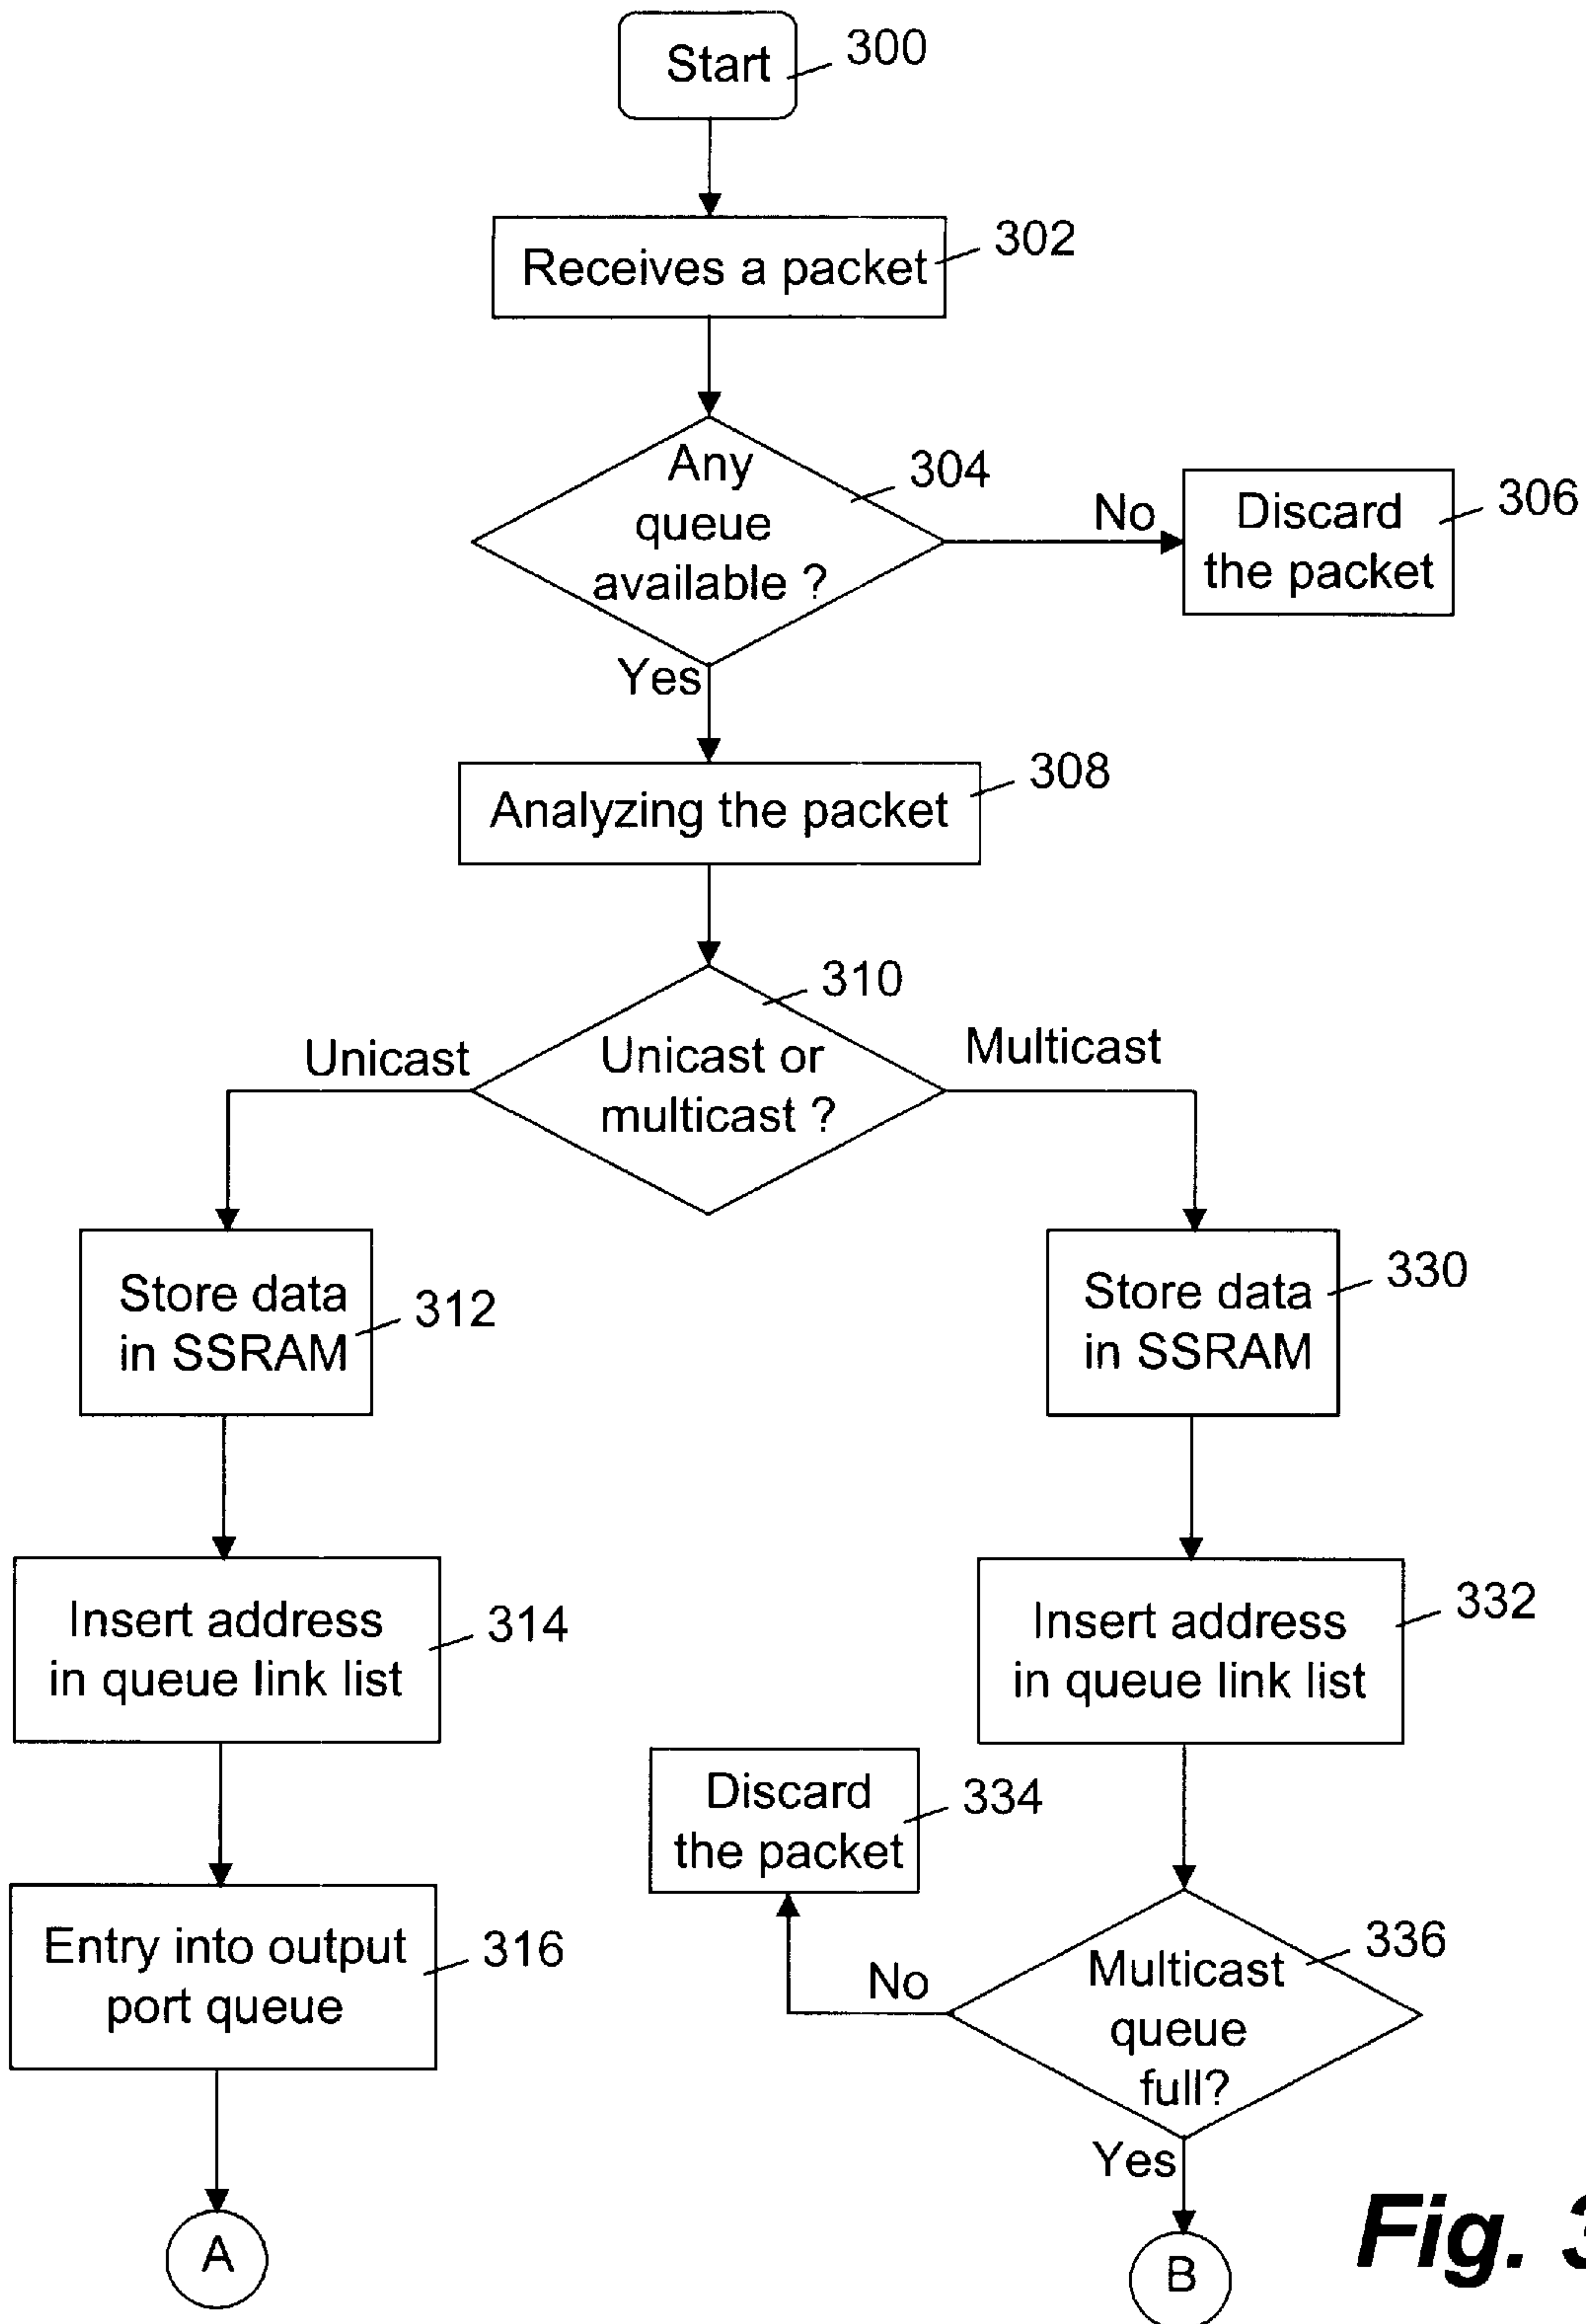 Start
300
Receives a packet
302
Any
queue
available ?
304
No
Discard
the packet
306
Yes
Analyzing the packet
308
310
Unicast
Unicast or
multicast ?
Multicast
Store data
in SSRAM
312
Store data
in SSRAM
330
Insert address
in queue link list
314
Insert address
in queue link list
332
Discard
the packet
334
Entry into output
port queue
316
No
Multicast
queue
full?
336
Yes
A
B
Fig. 3